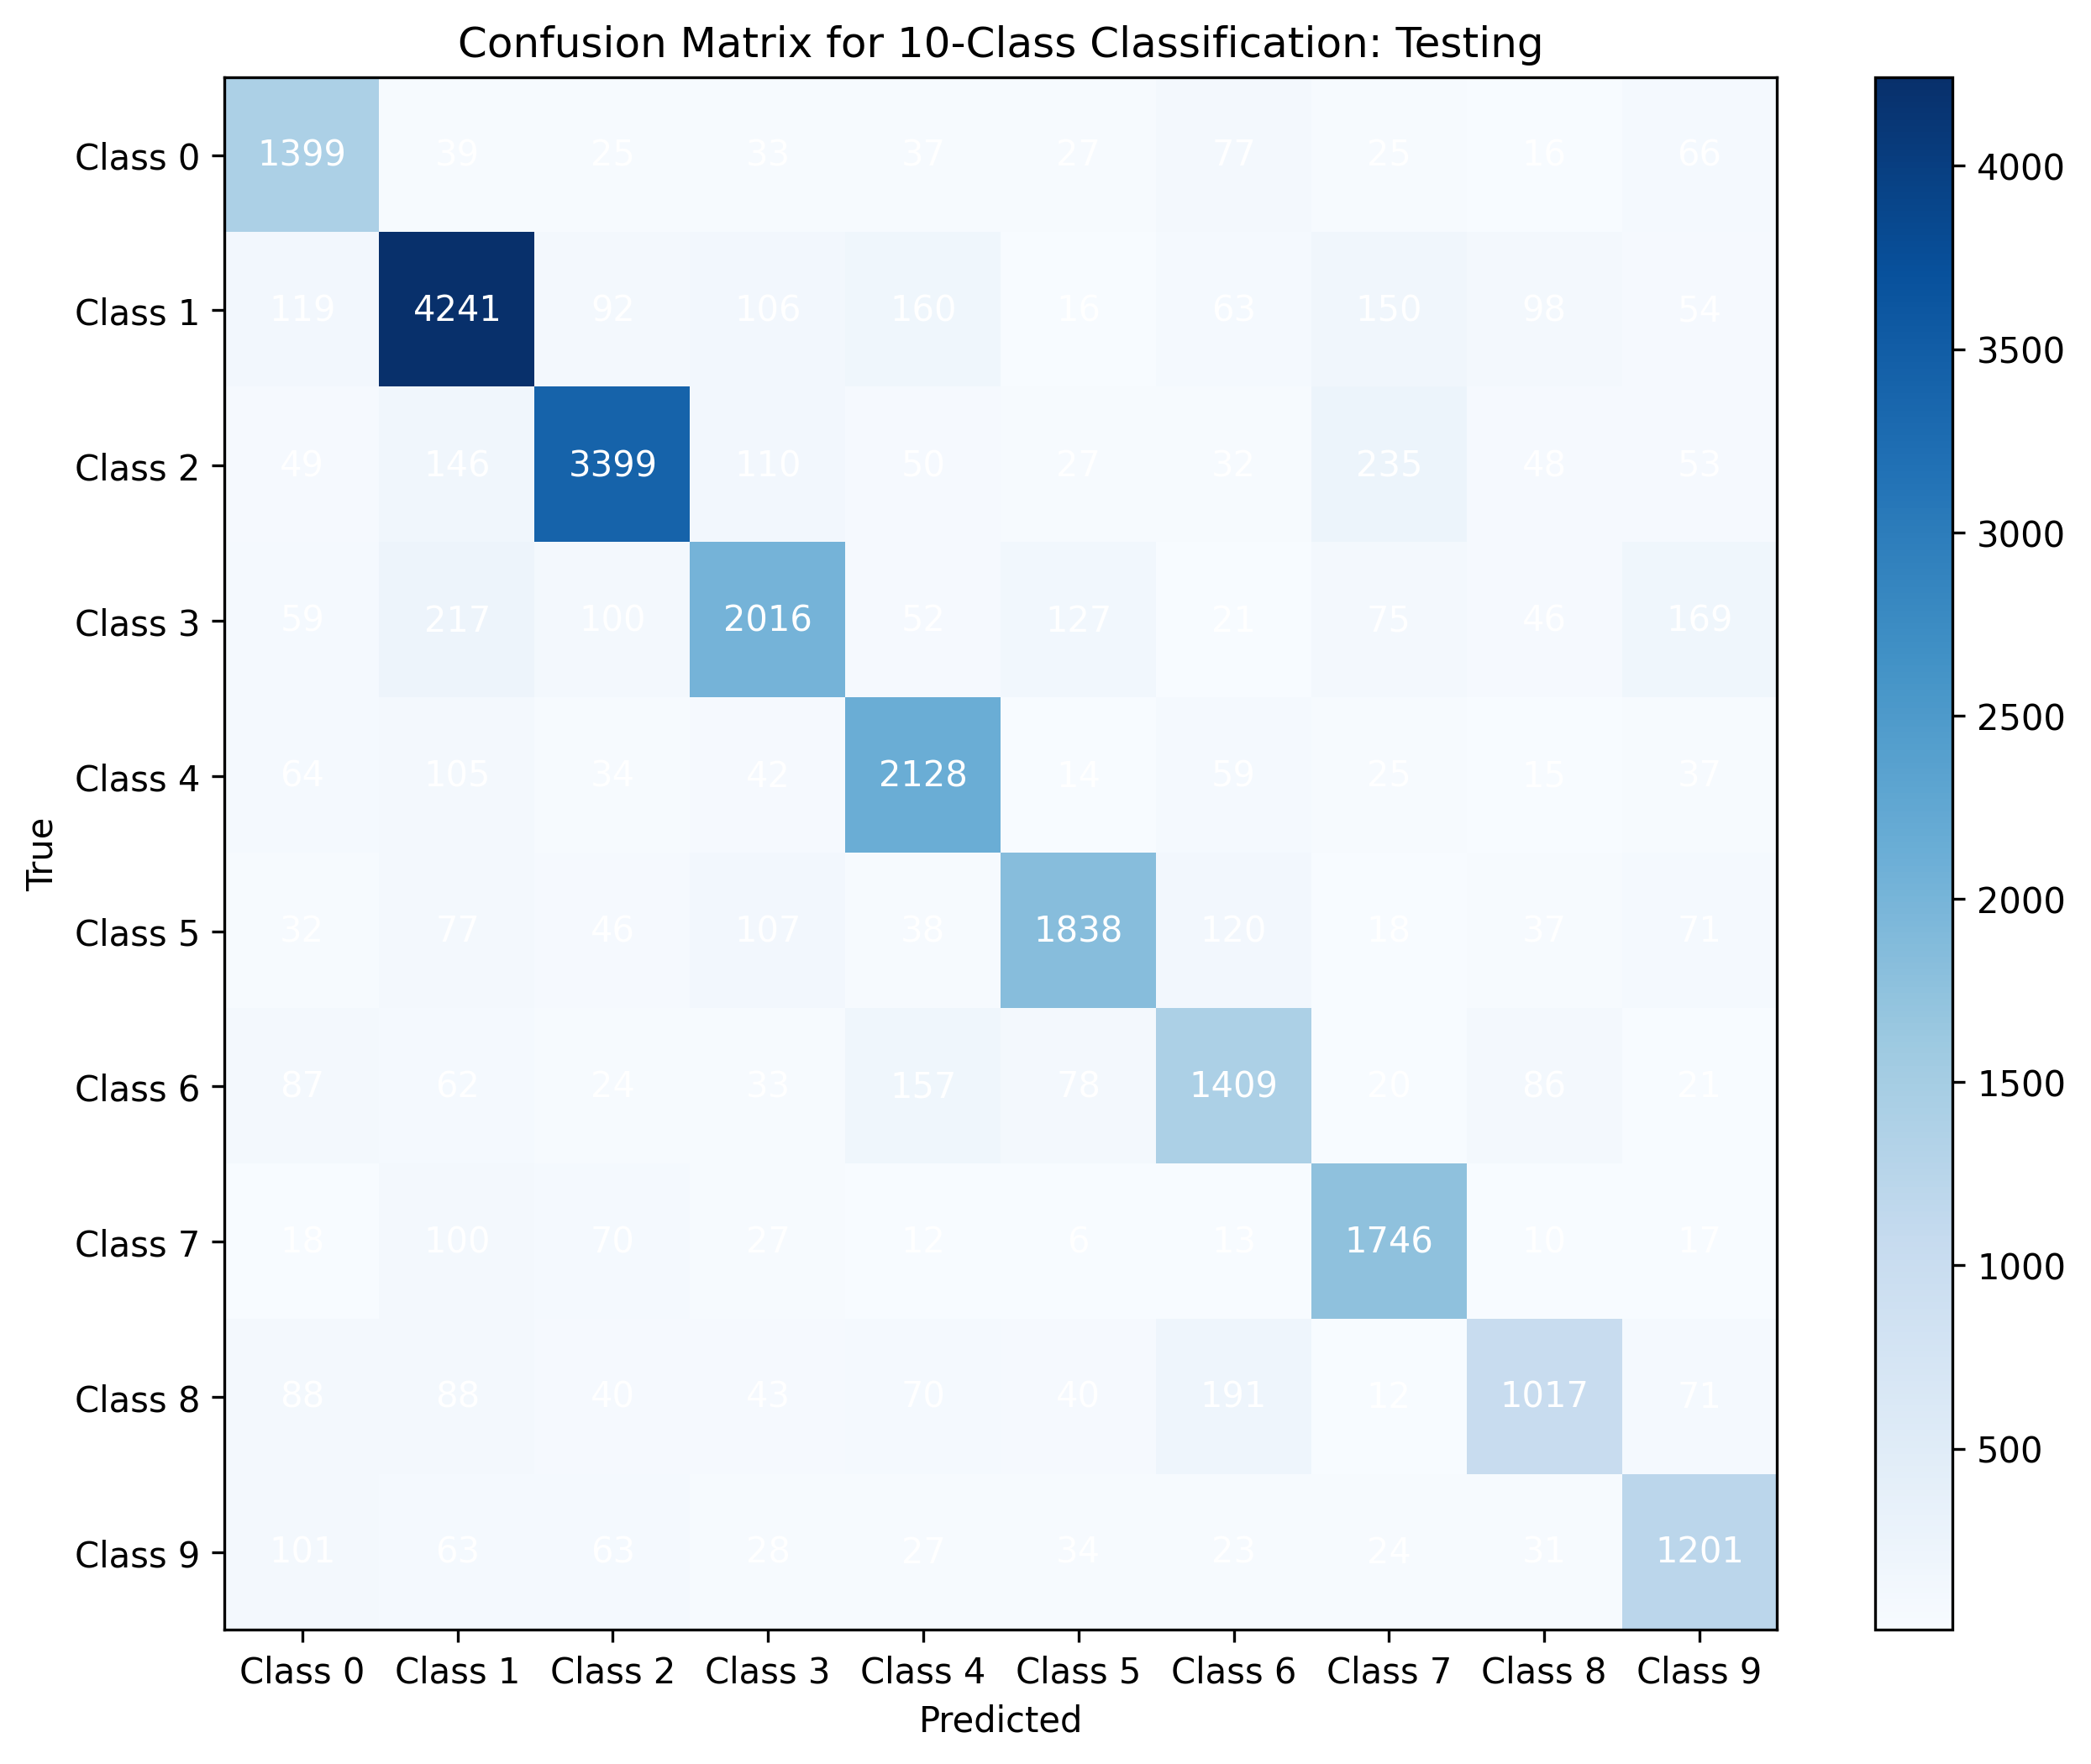 Confusion Matrix for 10-Class Classification: Testing
Class 0 1399 39 25 33 37 27 77 25 16 66
Class 1 119 4241 92 106 160 16 63 150 98 54
Class 2 49 146 3399 110 50 27 32 235 48 53
Class 3 59 217 100 2016 52 127 21 75 46 169
Class 4 64 105 34 42 2128 14 59 25 15 37
Class 5 32 77 46 107 38 1838 120 18 37 71
Class 6 87 62 24 33 157 78 1409 20 86 21
Class 7 18 100 70 27 12 6 13 1746 10 17
Class 8 88 88 40 43 70 40 191 12 1017 71
Class 9 101 63 63 28 27 34 23 24 31 1201
Class 0 Class 1 Class 2 Class 3 Class 4 Class 5 Class 6 Class 7 Class 8 Class 9
Predicted
True
4000
3500
3000
2500
2000
1500
1000
500